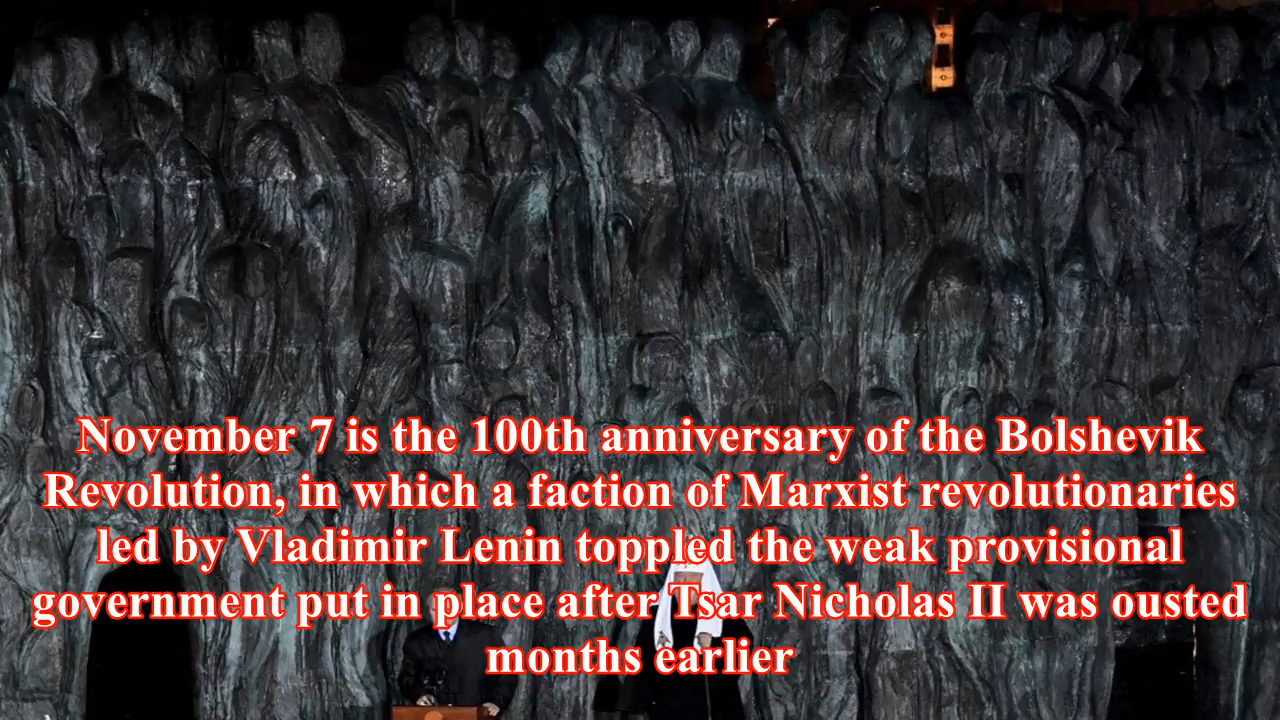 November 7 is the 100th anniversary of the Bolshevik
Revolution, in which a faction of Marxist revolutionaries
led by Vladimir Lenin toppled the weak provisional
government put in place after Tsar Nicholas II was ousted
months earlier